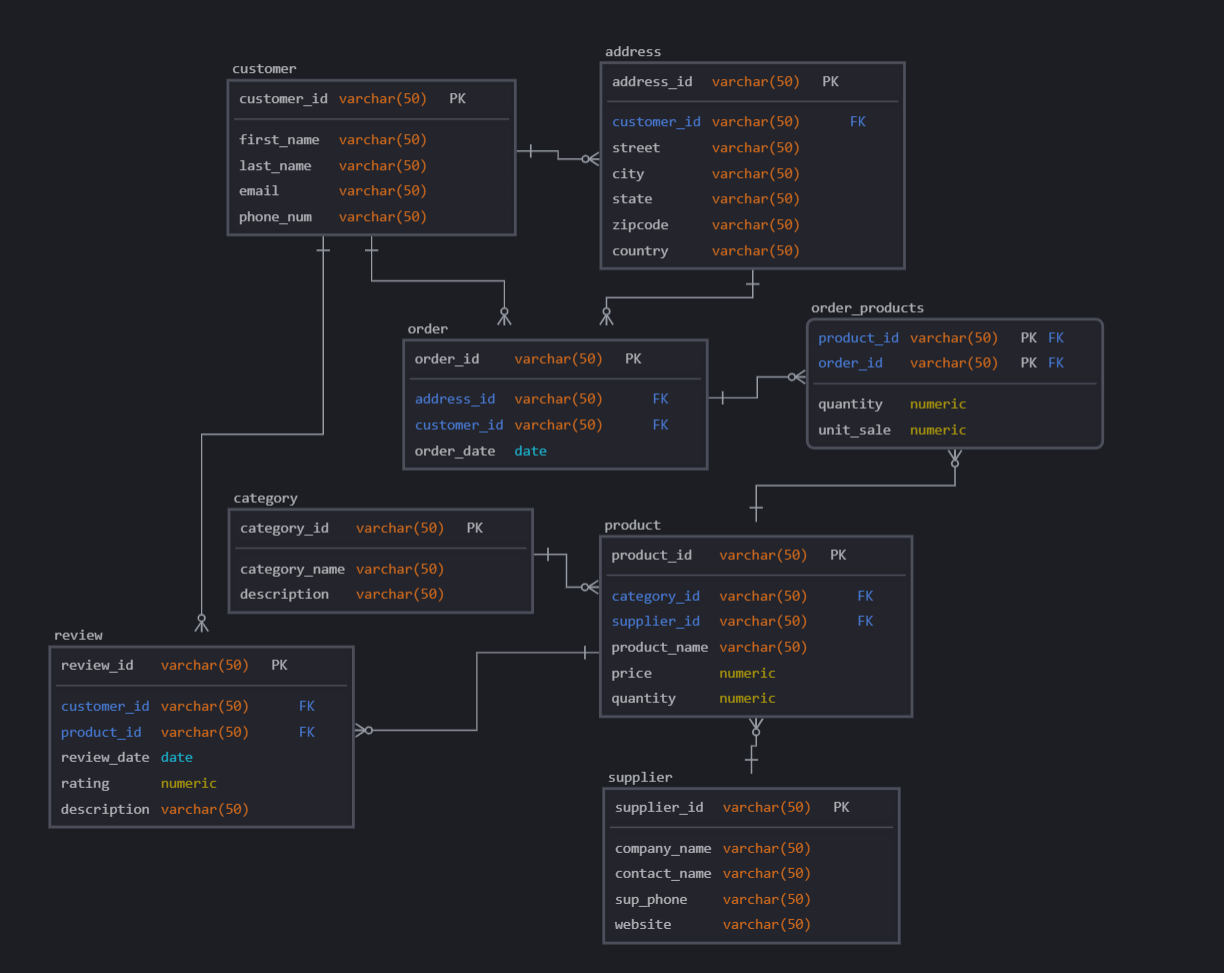 customer
customer_id varchar(50) PK
first_name varchar(50)
last_name varchar(50)
email varchar(50)
phone_num varchar(50)
address
address_id varchar(50) PK
customer_id varchar(50) FK
street varchar(50)
city varchar(50)
state varchar(50)
zipcode varchar(50)
country varchar(50)
order
order_id varchar(50) PK
address_id varchar(50) FK
customer_id varchar(50) FK
order_date date
order_products
product_id varchar(50) PK FK
order_id varchar(50) PK FK
quantity numeric
unit_sale numeric
category
category_id varchar(50) PK
category_name varchar(50)
description varchar(50)
product
product_id varchar(50) PK
category_id varchar(50) FK
supplier_id varchar(50) FK
product_name varchar(50)
price numeric
quantity numeric
review
review_id varchar(50) PK
customer_id varchar(50) FK
product_id varchar(50) FK
review_date date
rating numeric
description varchar(50)
supplier
supplier_id varchar(50) PK
company_name varchar(50)
contact_name varchar(50)
sup_phone varchar(50)
website varchar(50)